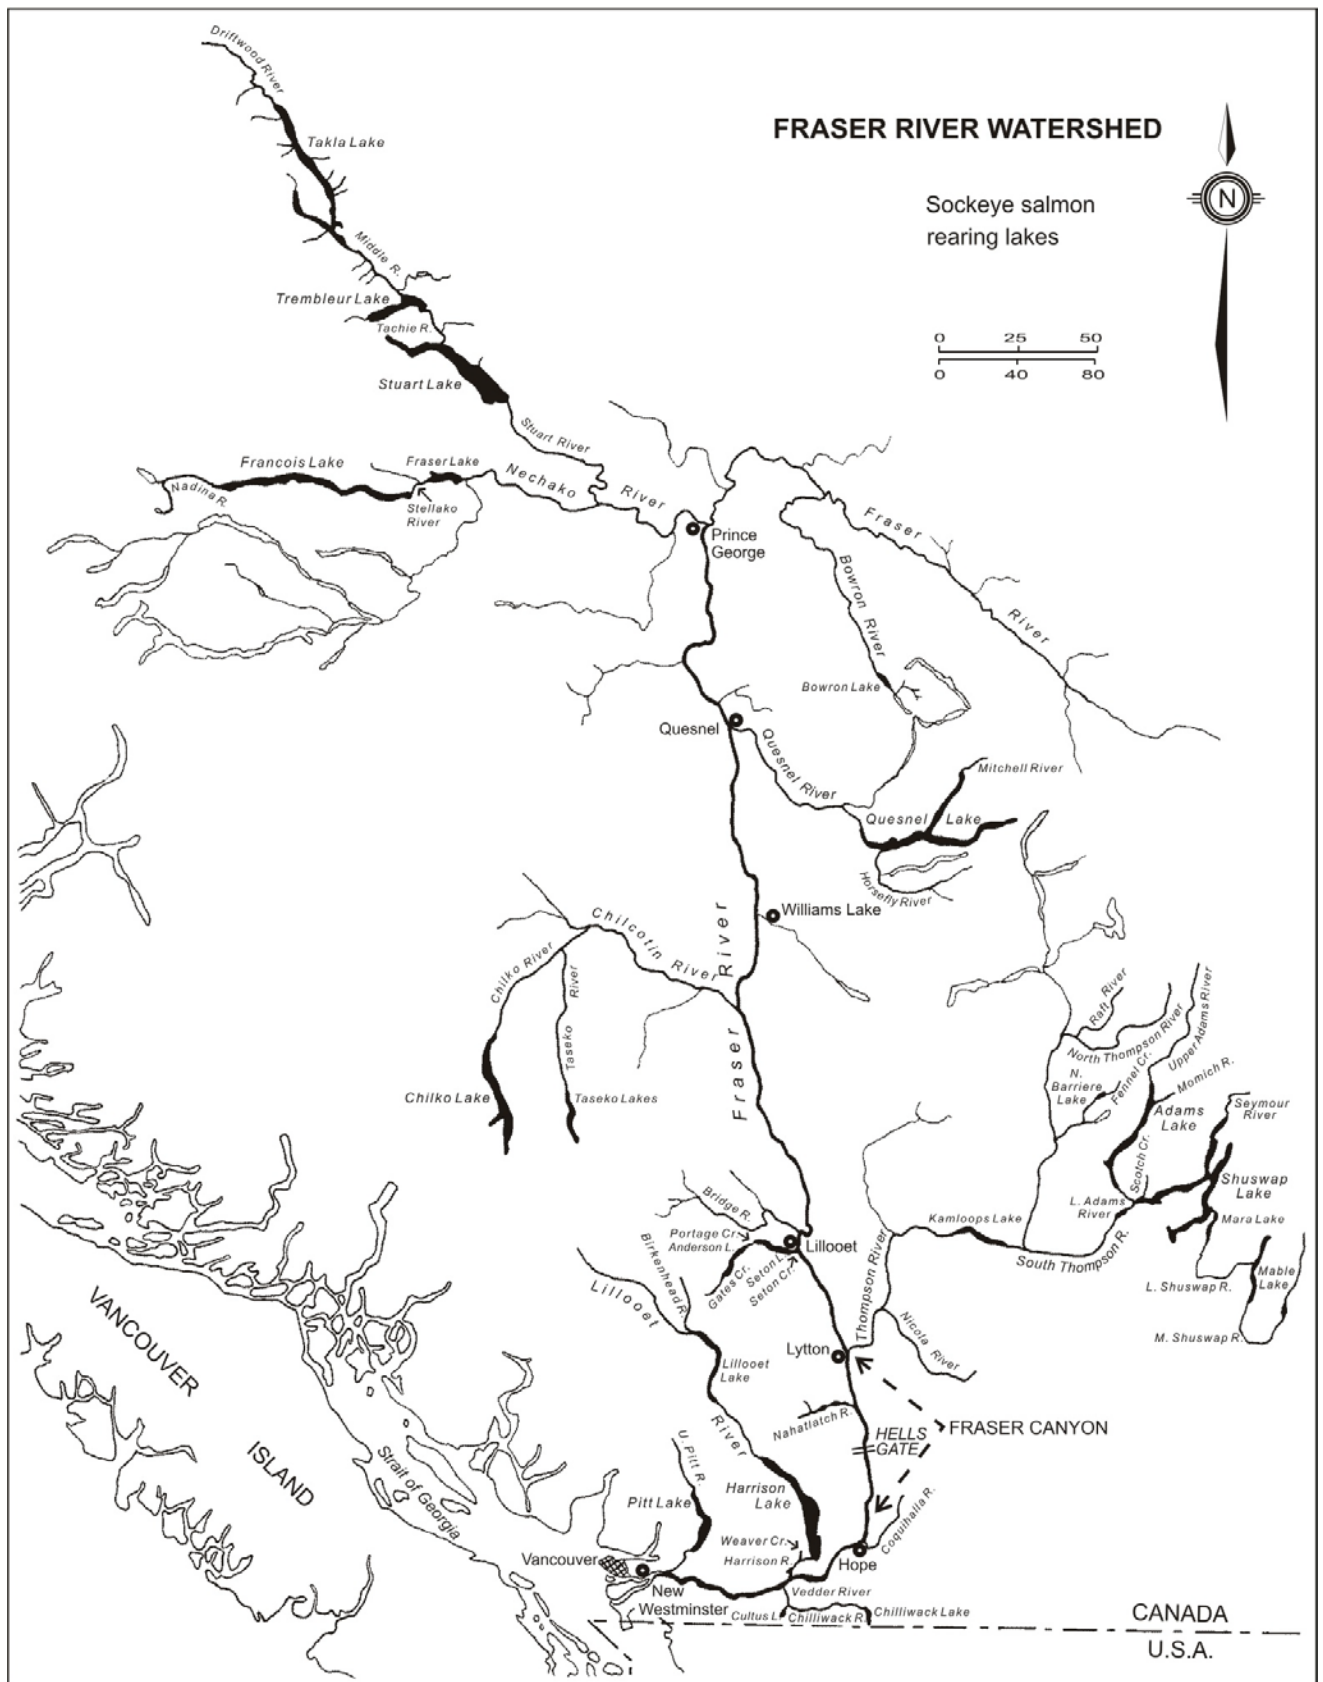 Driftwood River
FRASER RIVER WATERSHED
Takla Lake
Sockeye salmon
rearing lakes
N
Middle R.
Trembleur Lake
Tachie R.
0 25 50
0 40 80
Stuart Lake
Stuart River
Francois Lake
Fraser Lake
Nadina R.
Stellako
River
Nechako
River
Prince
George
Fraser
River
Bowron River
Bowron Lake
Quesnel
Quesnel River
Mitchell River
Quesnel Lake
Horsefly River
Williams Lake
Fraser
River
Chilcotin River
Chilko River
Taseko
River
Chilko Lake
Taseko Lakes
Raft River
North Thompson River
Upper Adams River
N.
Barriere
Lake
Fennel Cr.
Momich R.
Adams
Lake
Seymour
River
Scotch Cr.
Shuswap
Lake
L. Adams
River
Mara Lake
Kamloops Lake
South Thompson R.
Mable
Lake
L. Shuswap R.
M. Shuswap R.
Bridge R.
Portage Cr.
Anderson L.
Lillooet
Gates Cr.
Seton L.
Seton Cr.
Birkenhead R.
Lillooet
River
Thompson River
Nicola River
Lytton
Lillooet
Lake
Nahatlatch R.
HELLS
GATE
FRASER CANYON
VANCOUVER
ISLAND
Strait of Georgia
U. Pitt R.
Pitt Lake
Harrison
Lake
Coquihalla R.
Weaver Cr.
Harrison R.
Hope
Vancouver
New
Westminster
Vedder River
Cultus L.
Chilliwack R.
Chilliwack Lake
CANADA
U.S.A.